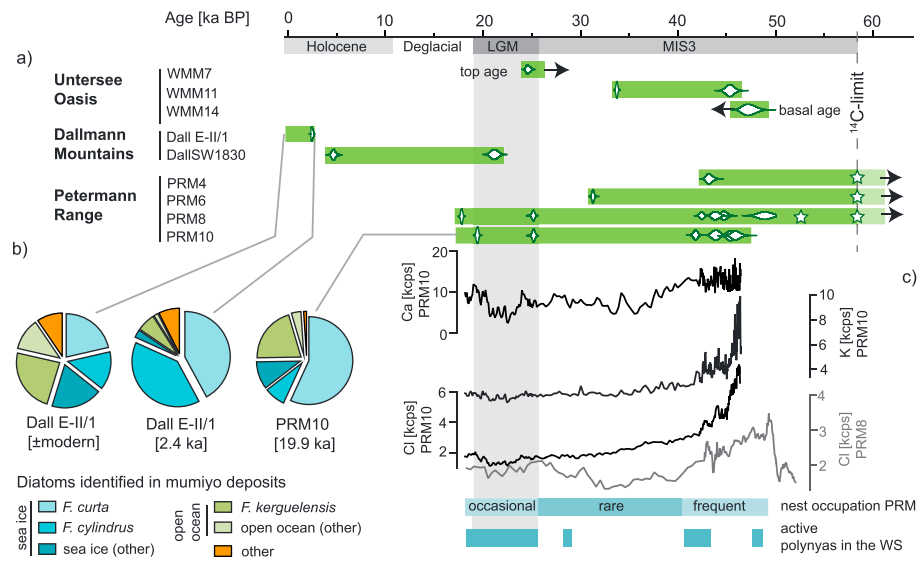 Age [ka BP]
0 10 20 30 40 50 60
Holocene Deglacial LGM MIS3
a)
Untersee
Oasis
WMM7
WMM11
WMM14
top age
basal age
¹⁴C-limit
Dallmann
Mountains
Dall E-II/1
DallSW1830
Petermann
Range
PRM4
PRM6
PRM8
PRM10
b)
Dall E-II/1
[±modern]
Dall E-II/1
[2.4 ka]
PRM10
[19.9 ka]
Diatoms identified in mumiyo deposits
sea ice
F. curta
F. cylindrus
sea ice (other)
open
ocean
F. kerguelensis
open ocean (other)
other
c)
Ca [kcps]
PRM10
20
10
0
K [kcps]
PRM10
10
8
6
4
Cl [kcps]
PRM10
6
4
2
Cl [kcps]
PRM8
4
3
2
occasional rare frequent nest occupation PRM
active
polynyas in the WS